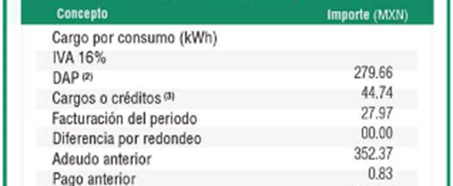 Concepto Importe (MXN)
Cargo por consumo (kWh)
IVA 16%
DAP (2) 279.66
Cargos o créditos (3) 44.74
Facturación del periodo 27.97
Diferencia por redondeo 00.00
Adeudo anterior 352.37
Pago anterior 0.83